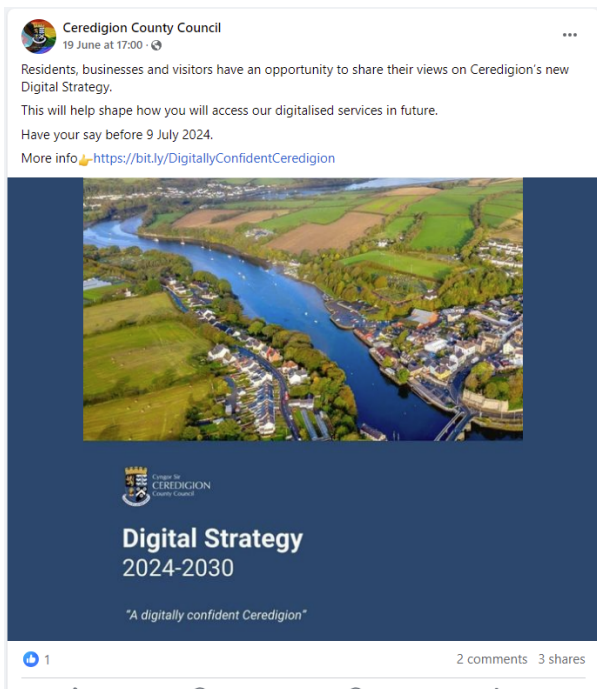 Ceredigion County Council
19 June at 17:00 ·
Residents, businesses and visitors have an opportunity to share their views on Ceredigion's new
Digital Strategy.
This will help shape how you will access our digitalised services in future.
Have your say before 9 July 2024.
More info👉https://bit.ly/DigitallyConfidentCeredigion
Cyngor Sir
CEREDIGION
County Council
Digital Strategy
2024-2030
"A digitally confident Ceredigion"
1
2 comments 3 shares